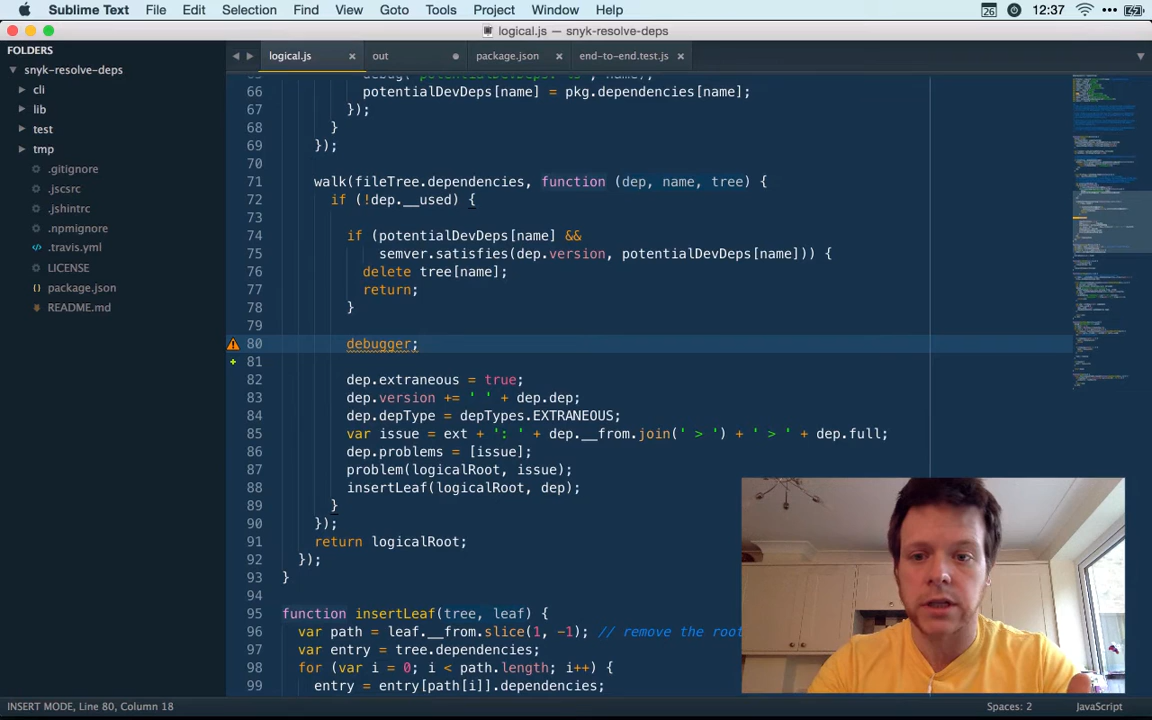 Sublime Text File Edit Selection Find View Goto Tools Project Window Help 26 12:37
logical.js — snyk-resolve-deps
FOLDERS
snyk-resolve-deps
cli
lib
test
tmp
.gitignore
.jscsrc
.jshintrc
.npmignore
.travis.yml
LICENSE
package.json
README.md
logical.js out package.json end-to-end.test.js
66 potentialDevDeps[name] = pkg.dependencies[name];
67 });
68 }
69 });
70
71 walk(fileTree.dependencies, function (dep, name, tree) {
72 if (!dep.__used) {
73
74 if (potentialDevDeps[name] &&
75 semver.satisfies(dep.version, potentialDevDeps[name])) {
76 delete tree[name];
77 return;
78 }
79
80 debugger;
81
82 dep.extraneous = true;
83 dep.version += ' ' + dep.dep;
84 dep.depType = depTypes.EXTRANEOUS;
85 var issue = ext + ': ' + dep.__from.join(' > ') + ' > ' + dep.full;
86 dep.problems = [issue];
87 problem(logicalRoot, issue);
88 insertLeaf(logicalRoot, dep);
89 }
90 });
91 return logicalRoot;
92 });
93 }
94
95 function insertLeaf(tree, leaf) {
96 var path = leaf.__from.slice(1, -1); // remove the root
97 var entry = tree.dependencies;
98 for (var i = 0; i < path.length; i++) {
99 entry = entry[path[i]].dependencies;
INSERT MODE, Line 80, Column 18 Spaces: 2 JavaScript